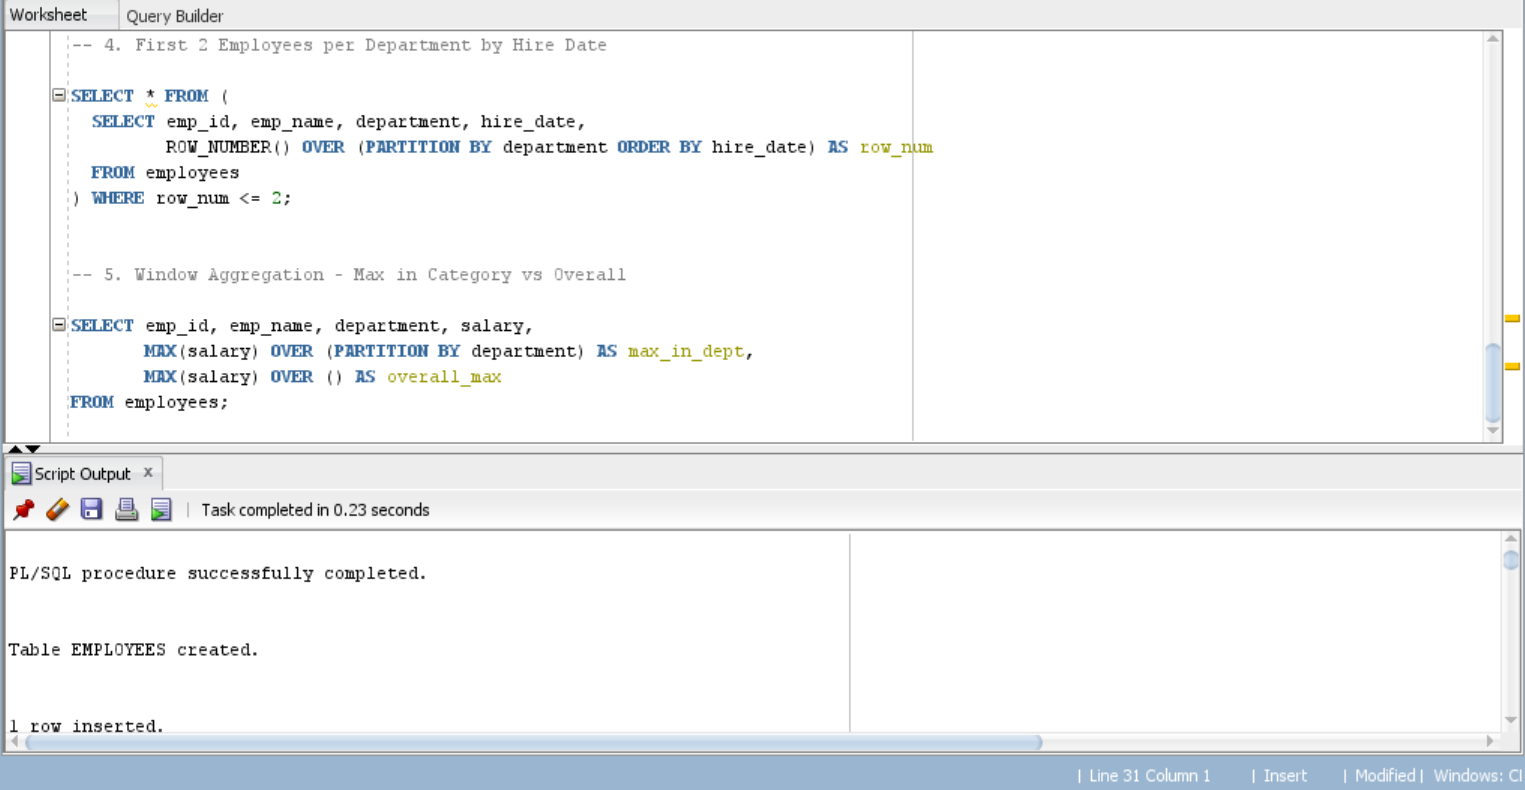 Worksheet Query Builder
-- 4. First 2 Employees per Department by Hire Date
SELECT * FROM (
SELECT emp_id, emp_name, department, hire_date,
ROW_NUMBER() OVER (PARTITION BY department ORDER BY hire_date) AS row_num
FROM employees
) WHERE row_num <= 2;
-- 5. Window Aggregation - Max in Category vs Overall
SELECT emp_id, emp_name, department, salary,
MAX(salary) OVER (PARTITION BY department) AS max_in_dept,
MAX(salary) OVER () AS overall_max
FROM employees;
Script Output x
| Task completed in 0.23 seconds
PL/SQL procedure successfully completed.
Table EMPLOYEES created.
1 row inserted.
| Line 31 Column 1 | Insert | Modified | Windows: Cl